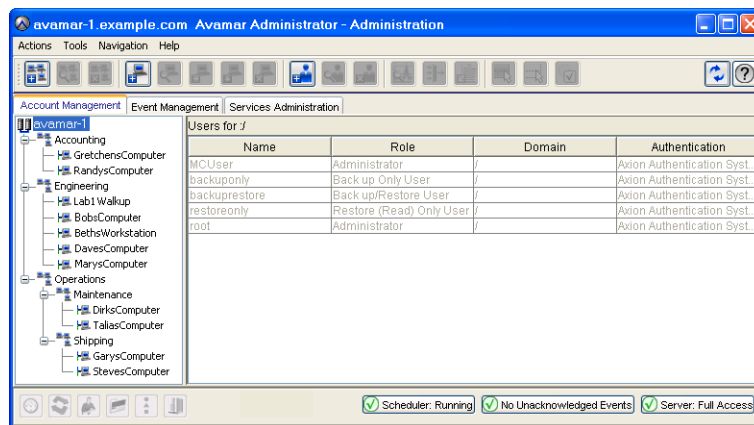 avamar-1.example.com Avamar Administrator - Administration
Actions Tools Navigation Help
Account Management Event Management Services Administration
avamar-1
Accounting
GretchensComputer
RandysComputer
Engineering
Lab1 Walkup
BobsComputer
BethsWorkstation
DavesComputer
MarysComputer
Operations
Maintenance
DirksComputer
TaliasComputer
Shipping
GarysComputer
StevesComputer
Users for :/
Name Role Domain Authentication
MCUser Administrator / Axion Authentication Syst...
backuponly Back up Only User / Axion Authentication Syst...
backuprestore Back up/Restore User / Axion Authentication Syst...
restoreonly Restore (Read) Only User / Axion Authentication Syst...
root Administrator / Axion Authentication Syst...
Scheduler: Running No Unacknowledged Events Server: Full Access